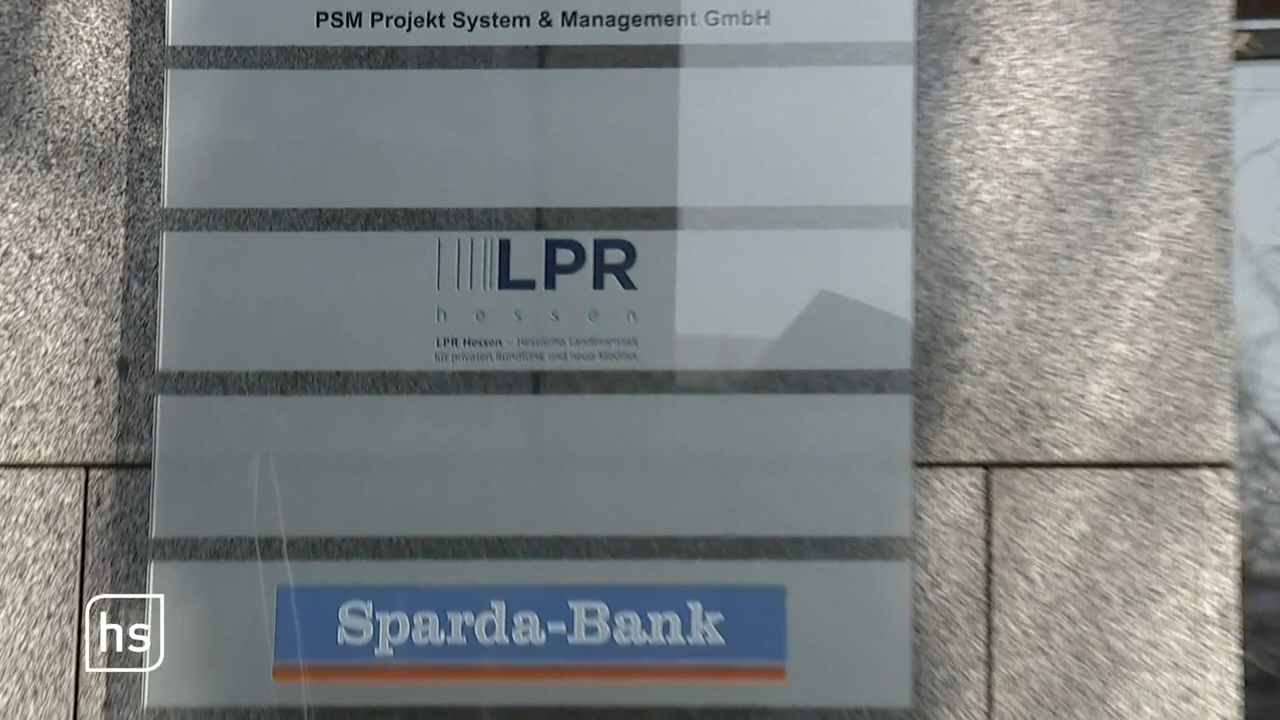 PSM Projekt System & Management GmbH
LPR
hessen
LPR Hessen – Hessische Landesanstalt
für privaten Rundfunk und neue Medien
Sparda-Bank
hs